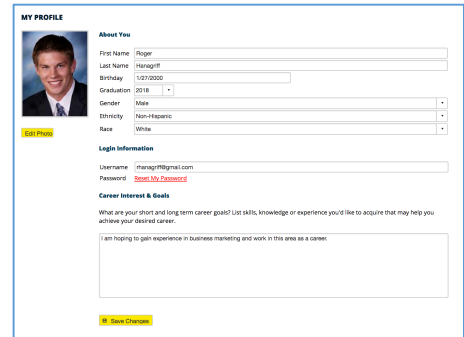 MY PROFILE
About You
First Name Roger
Last Name Hanagriff
Birthday 1/27/2000
Graduation 2018
Gender Male
Ethnicity Non-Hispanic
Race White
Edit Photo
Login Information
Username rhanagriff@gmail.com
Password Reset My Password
Career Interest & Goals
What are your short and long term career goals? List skills, knowledge or experience you'd like to acquire that may help you
achieve your desired career.
I am hoping to gain experience in business marketing and work in this area as a career.
Save Changes